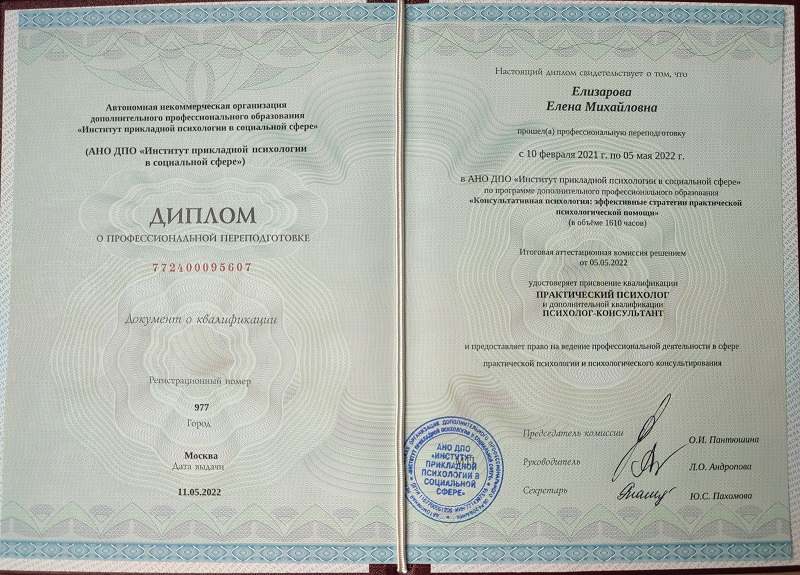 Автономная некоммерческая организация
дополнительного профессионального образования
«Институт прикладной психологии в социальной сфере»
(АНО ДПО «Институт прикладной психологии
в социальной сфере»)
ДИПЛОМ
О ПРОФЕССИОНАЛЬНОЙ ПЕРЕПОДГОТОВКЕ
772400095607
Документ о квалификации
Регистрационный номер
977
Город
Москва
Дата выдачи
11.05.2022
Настоящий диплом свидетельствует о том, что
Елизарова
Елена Михайловна
прошел(а) профессиональную переподготовку
с 10 февраля 2021 г. по 05 мая 2022 г.
в АНО ДПО «Институт прикладной психологии в социальной сфере»
по программе дополнительного профессионального образования
«Консультативная психология: эффективные стратегии практической
психологической помощи»
(в объёме 1610 часов)
Итоговая аттестационная комиссия решением
от 05.05.2022
удостоверяет присвоение квалификации
ПРАКТИЧЕСКИЙ ПСИХОЛОГ
и дополнительной квалификации
ПСИХОЛОГ-КОНСУЛЬТАНТ
и предоставляет право на ведение профессиональной деятельности в сфере
практической психологии и психологического консультирования
Председатель комиссии
О.И. Пантюшина
Руководитель
Л.О. Андропова
Секретарь
Ю.С. Пахомова
АНО ДПО
«ИНСТИТУТ
ПРИКЛАДНОЙ
ПСИХОЛОГИИ В
СОЦИАЛЬНОЙ
СФЕРЕ»